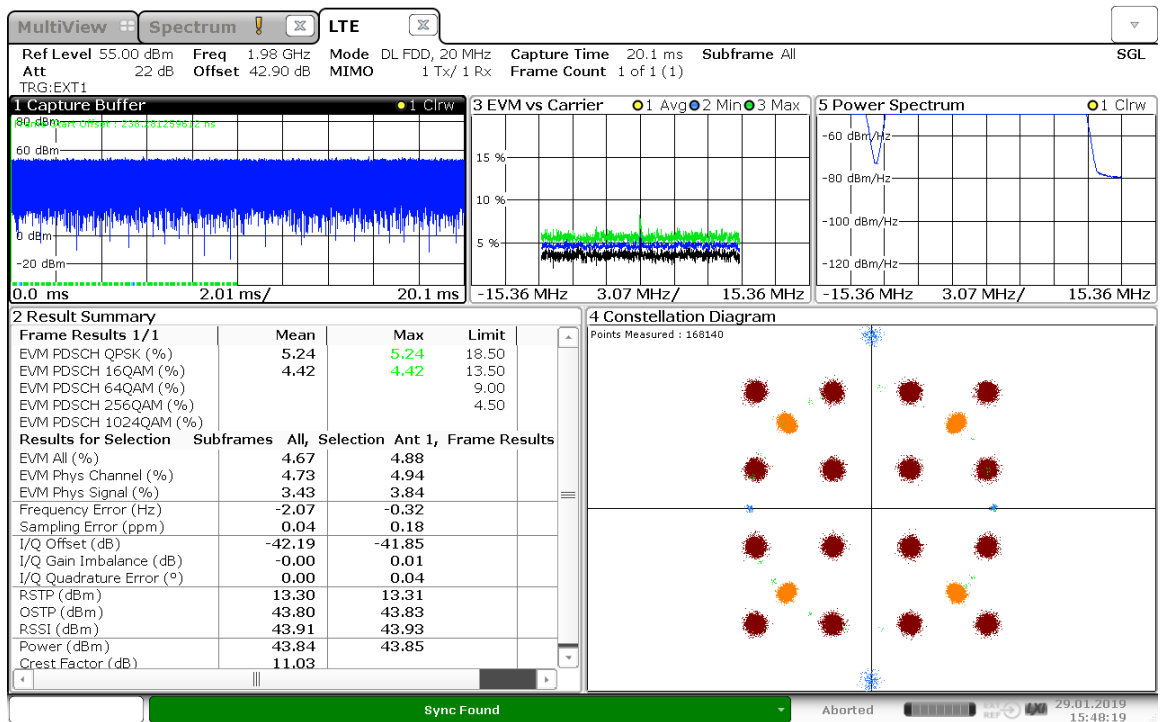 MultiView Spectrum LTE
Ref Level 55.00 dBm Freq 1.98 GHz Mode DL FDD, 20 MHz Capture Time 20.1 ms Subframe All SGL
Att 22 dB Offset 42.90 dB MIMO 1 Tx/ 1 Rx Frame Count 1 of 1 (1)
TRG:EXT1
1 Capture Buffer 1 Clrw
80 dBm
Frame Start Offset : 238.281259612 ns
60 dBm
0 dBm
-20 dBm
0.0 ms 2.01 ms/ 20.1 ms
3 EVM vs Carrier 1 Avg 2 Min 3 Max
15 %
10 %
5 %
-15.36 MHz 3.07 MHz/ 15.36 MHz
5 Power Spectrum 1 Clrw
-60 dBm/Hz
-80 dBm/Hz
-100 dBm/Hz
-120 dBm/Hz
-15.36 MHz 3.07 MHz/ 15.36 MHz
2 Result Summary
Frame Results 1/1 Mean Max Limit
EVM PDSCH QPSK (%) 5.24 5.24 18.50
EVM PDSCH 16QAM (%) 4.42 4.42 13.50
EVM PDSCH 64QAM (%) 9.00
EVM PDSCH 256QAM (%) 4.50
EVM PDSCH 1024QAM (%)
Results for Selection Subframes All, Selection Ant 1, Frame Results
EVM All (%) 4.67 4.88
EVM Phys Channel (%) 4.73 4.94
EVM Phys Signal (%) 3.43 3.84
Frequency Error (Hz) -2.07 -0.32
Sampling Error (ppm) 0.04 0.18
I/Q Offset (dB) -42.19 -41.85
I/Q Gain Imbalance (dB) -0.00 0.01
I/Q Quadrature Error (°) 0.00 0.04
RSTP (dBm) 13.30 13.31
OSTP (dBm) 43.80 43.83
RSSI (dBm) 43.91 43.93
Power (dBm) 43.84 43.85
Crest Factor (dB) 11.03
4 Constellation Diagram
Points Measured : 168140
Sync Found
Aborted
EXT
REF
LXI
29.01.2019
15:48:19